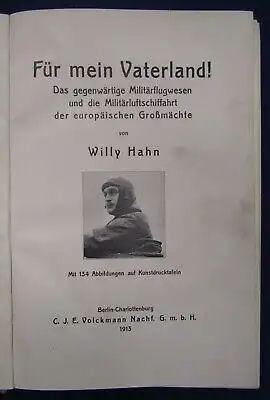 Für mein Vaterland!
Das gegenwärtige Militärflugwesen
und die Militärluftschiffahrt
der europäischen Großmächte
von
Willy Hahn
Mit 134 Abbildungen auf Kunstdrucktafeln
Berlin-Charlottenburg
C. J. E. Volckmann Nachf. G. m. b. H.
1913